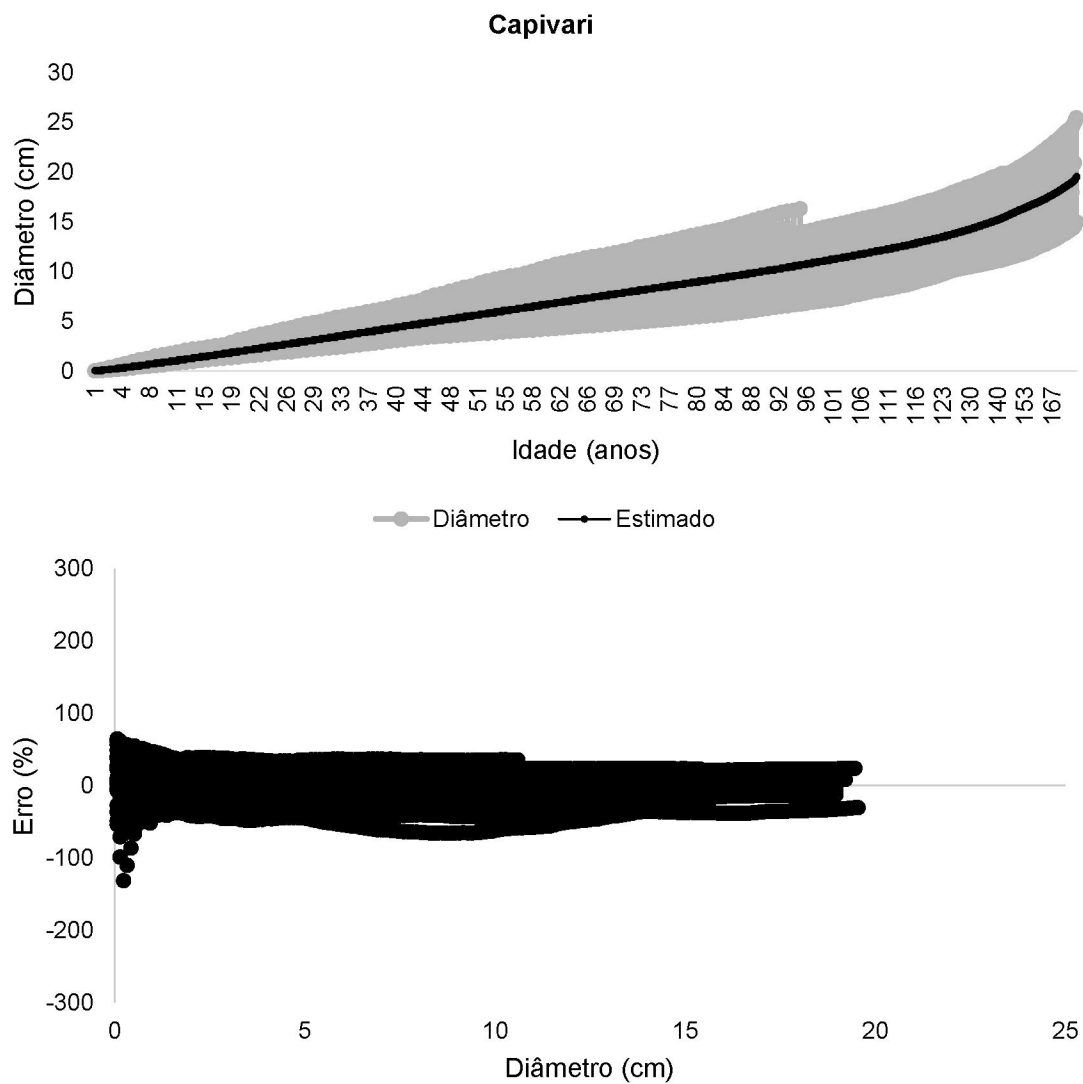 Capivari
30
25
20
15
10
5
0
Diâmetro (cm)
1 4 8 11 15 19 22 26 29 33 37 40 44 48 51 55 58 62 66 69 73 77 80 84 88 92 96 101 106 111 116 123 130 140 153 167
Idade (anos)
Diâmetro Estimado
300
200
100
0
-100
-200
-300
Erro (%)
0 5 10 15 20 25
Diâmetro (cm)